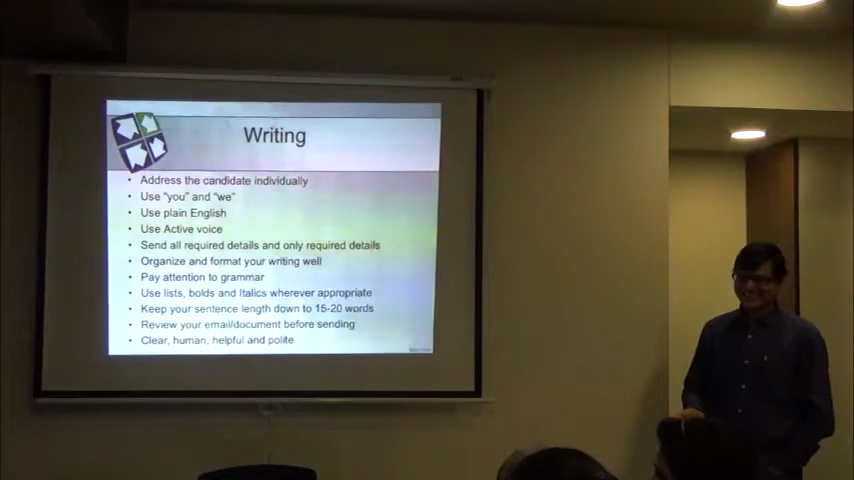 Writing
• Address the candidate individually
• Use "you" and "we"
• Use plain English
• Use Active voice
• Send all required details and only required details
• Organize and format your writing well
• Pay attention to grammar
• Use lists, bolds and Italics wherever appropriate
• Keep your sentence length down to 15-20 words
• Review your email/document before sending
• Clear, human, helpful and polite